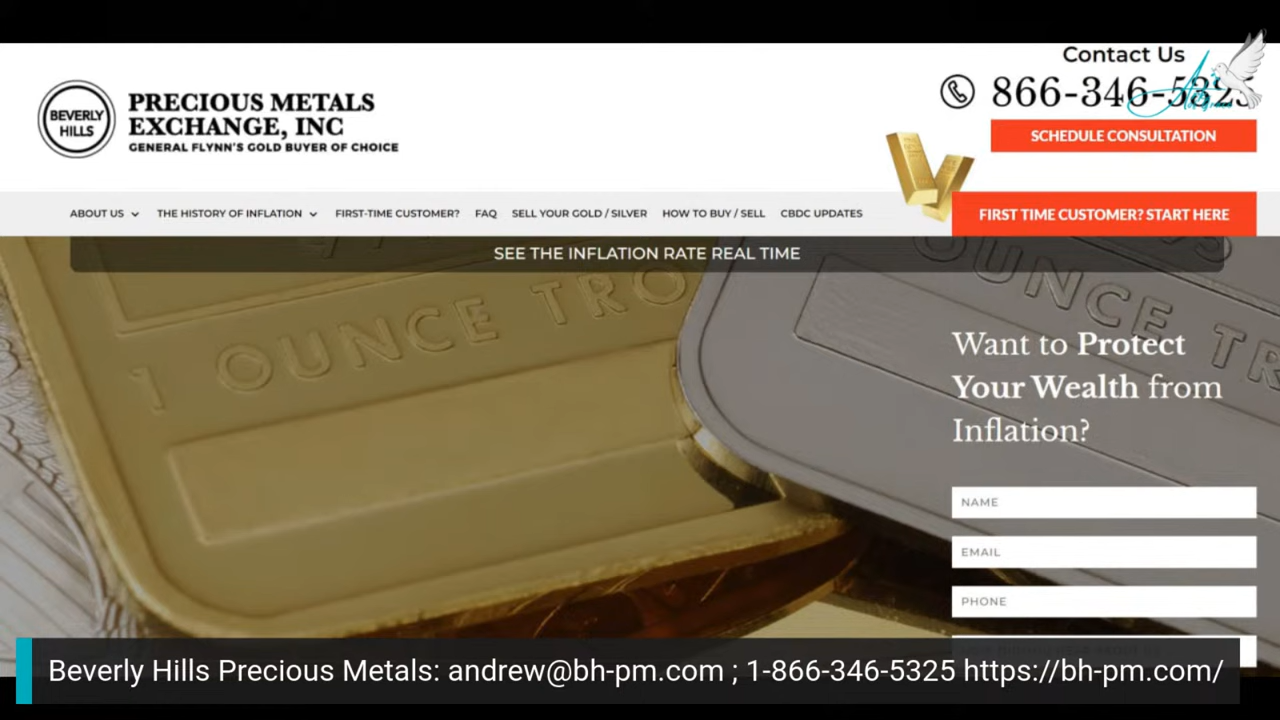 Contact Us
866-346-5325
BEVERLY
HILLS
PRECIOUS METALS
EXCHANGE, INC
GENERAL FLYNN'S GOLD BUYER OF CHOICE
SCHEDULE CONSULTATION
ABOUT US THE HISTORY OF INFLATION FIRST-TIME CUSTOMER? FAQ SELL YOUR GOLD / SILVER HOW TO BUY / SELL CBDC UPDATES
FIRST TIME CUSTOMER? START HERE
SEE THE INFLATION RATE REAL TIME
1 OUNCE TRO
OUNCE TR
Want to Protect
Your Wealth from
Inflation?
NAME
EMAIL
PHONE
Beverly Hills Precious Metals: andrew@bh-pm.com ; 1-866-346-5325 https://bh-pm.com/